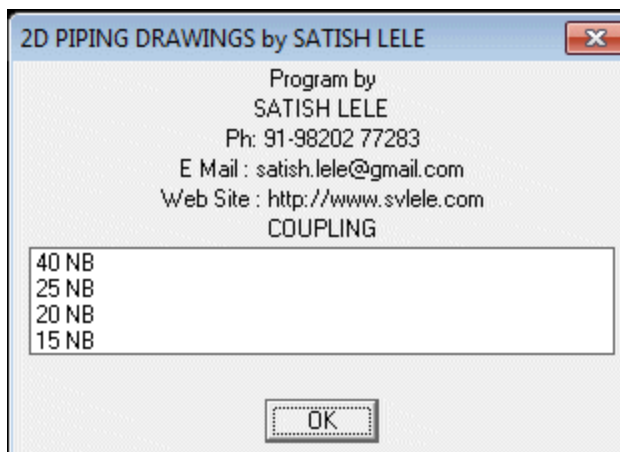 2D PIPING DRAWINGS by SATISH LELE
Program by
SATISH LELE
Ph: 91-98202 77283
E Mail : satish.lele@gmail.com
Web Site : http://www.svlele.com
COUPLING
40 NB
25 NB
20 NB
15 NB
OK